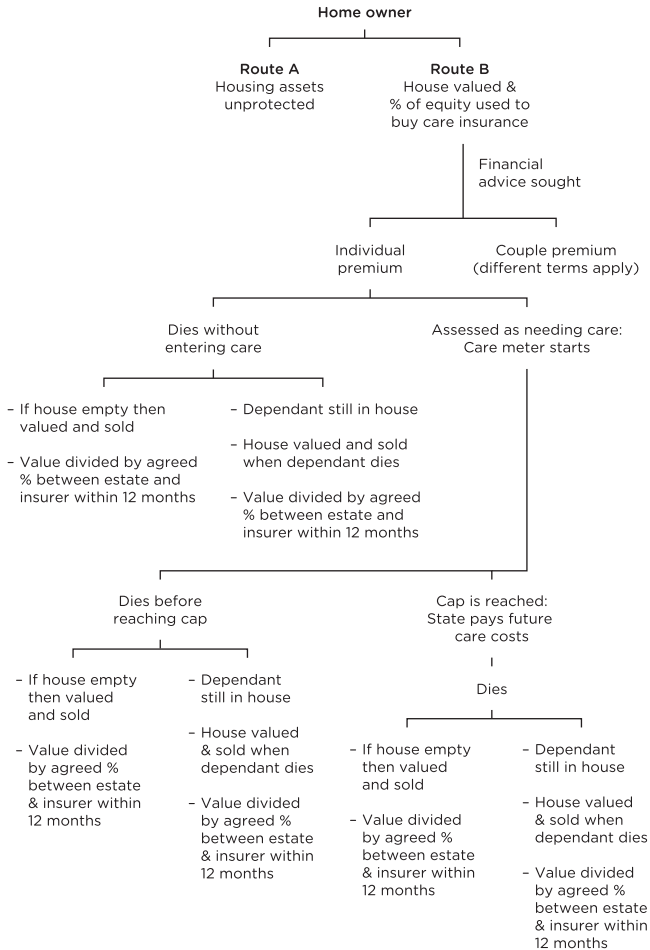 Home owner
Route A
Housing assets
unprotected
Route B
House valued &
% of equity used to
buy care insurance
Financial
advice sought
Individual
premium
Couple premium
(different terms apply)
Dies without
entering care
Assessed as needing care:
Care meter starts
– If house empty then
valued and sold
– Value divided by agreed
% between estate and
insurer within 12 months
– Dependant still in house
– House valued and sold
when dependant dies
– Value divided by agreed
% between estate and
insurer within 12 months
Dies before
reaching cap
Cap is reached:
State pays future
care costs
– If house empty
then valued
and sold
– Value divided
by agreed %
between estate
& insurer within
12 months
– Dependant
still in house
– House valued
& sold when
dependant dies
– Value divided
by agreed %
between estate
& insurer within
12 months
Dies
– If house empty
then valued
and sold
– Value divided
by agreed %
between estate
& insurer within
12 months
– Dependant
still in house
– House valued
& sold when
dependant dies
– Value divided
by agreed %
between estate
& insurer within
12 months